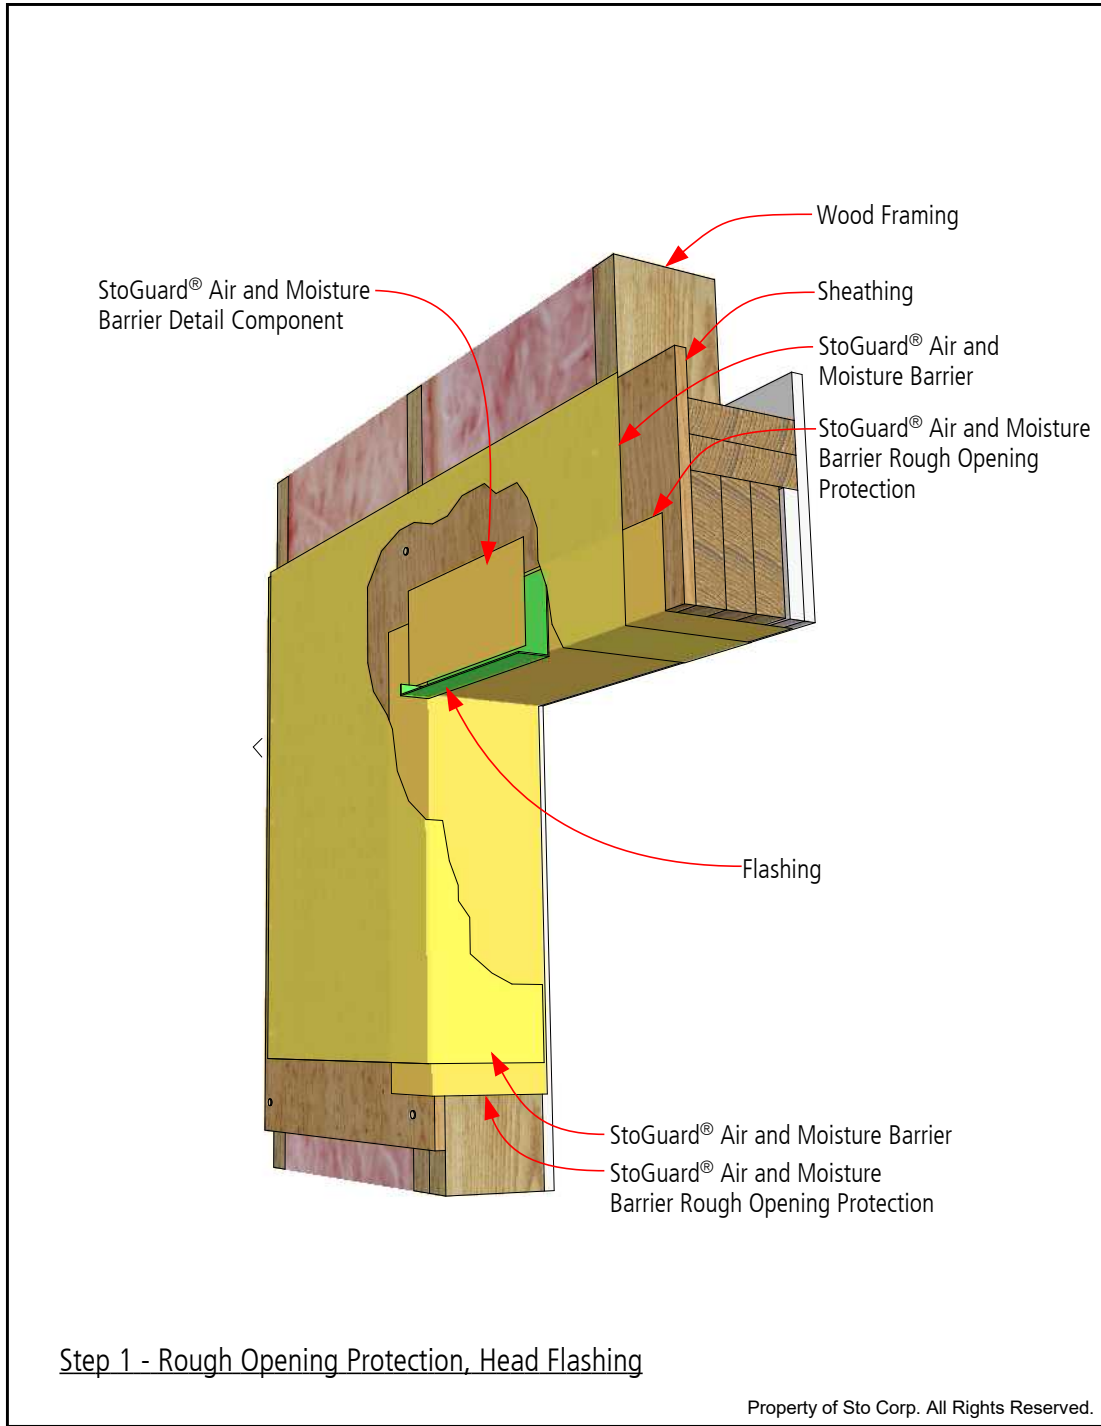 Wood Framing
StoGuard® Air and Moisture
Barrier Detail Component
Sheathing
StoGuard® Air and
Moisture Barrier
StoGuard® Air and Moisture
Barrier Rough Opening
Protection
Flashing
StoGuard® Air and Moisture Barrier
StoGuard® Air and Moisture
Barrier Rough Opening Protection
Step 1 - Rough Opening Protection, Head Flashing
Property of Sto Corp. All Rights Reserved.